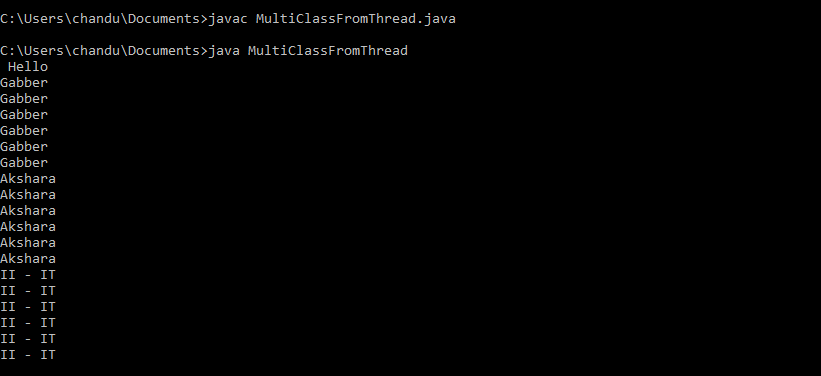 C:\Users\chandu\Documents>javac MultiClassFromThread.java
C:\Users\chandu\Documents>java MultiClassFromThread
 Hello
Gabber
Gabber
Gabber
Gabber
Gabber
Gabber
Akshara
Akshara
Akshara
Akshara
Akshara
Akshara
II - IT
II - IT
II - IT
II - IT
II - IT
II - IT